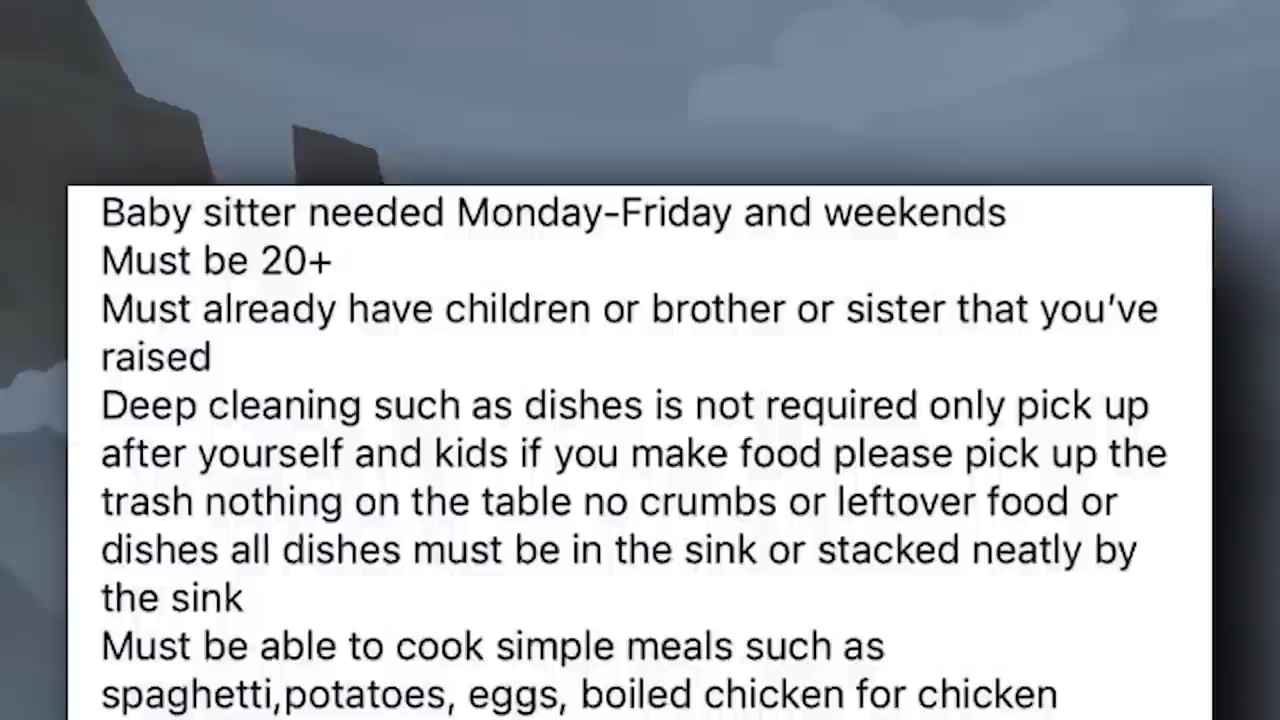 Baby sitter needed Monday-Friday and weekends
Must be 20+
Must already have children or brother or sister that you’ve
raised
Deep cleaning such as dishes is not required only pick up
after yourself and kids if you make food please pick up the
trash nothing on the table no crumbs or leftover food or
dishes all dishes must be in the sink or stacked neatly by
the sink
Must be able to cook simple meals such as
spaghetti,potatoes, eggs, boiled chicken for chicken